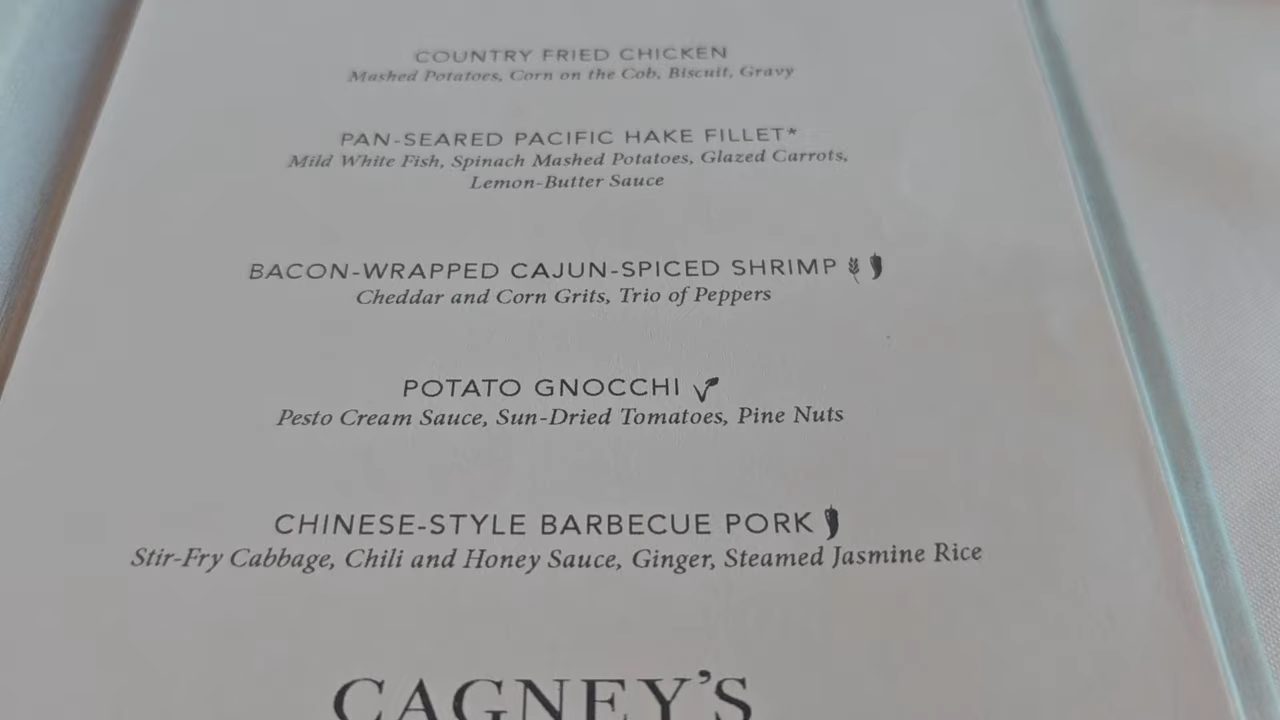 COUNTRY FRIED CHICKEN
Mashed Potatoes, Corn on the Cob, Biscuit, Gravy
PAN-SEARED PACIFIC HAKE FILLET*
Mild White Fish, Spinach Mashed Potatoes, Glazed Carrots,
Lemon-Butter Sauce
BACON-WRAPPED CAJUN-SPICED SHRIMP
Cheddar and Corn Grits, Trio of Peppers
POTATO GNOCCHI
Pesto Cream Sauce, Sun-Dried Tomatoes, Pine Nuts
CHINESE-STYLE BARBECUE PORK
Stir-Fry Cabbage, Chili and Honey Sauce, Ginger, Steamed Jasmine Rice
CAGNEY'S